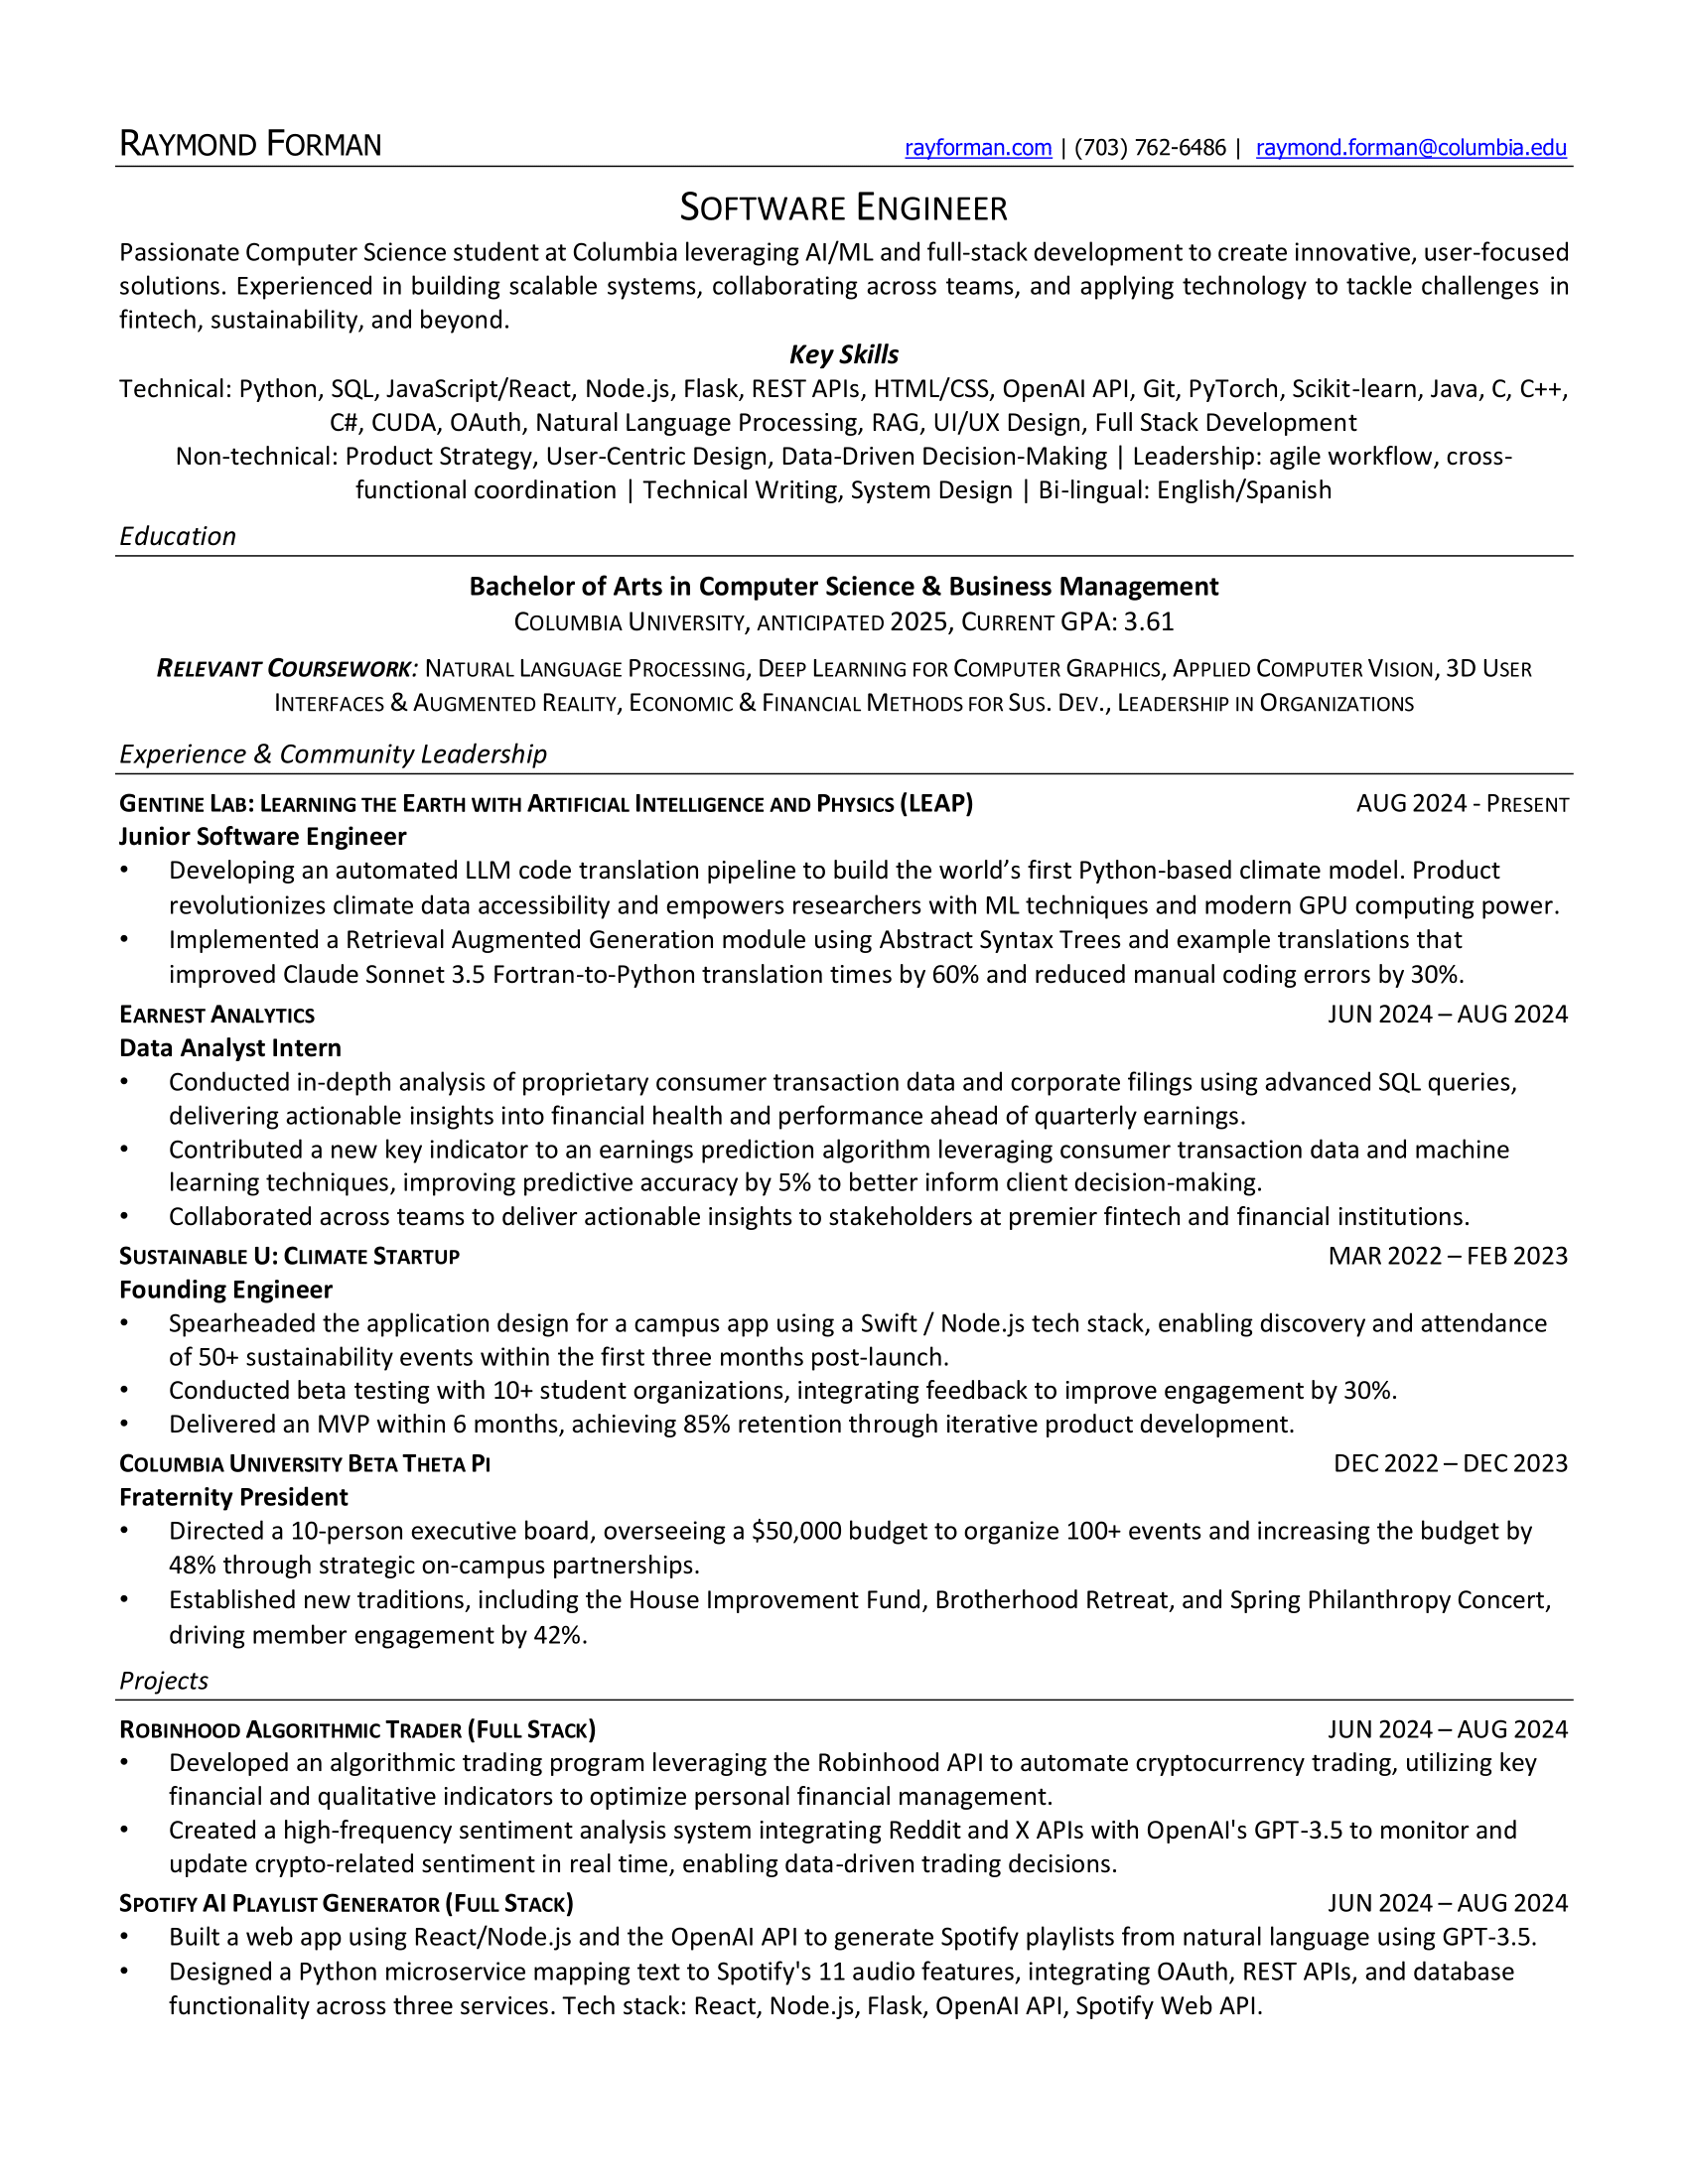 RAYMOND FORMAN rayforman.com | (703) 762-6486 | raymond.forman@columbia.edu
SOFTWARE ENGINEER
Passionate Computer Science student at Columbia leveraging AI/ML and full-stack development to create innovative, user-focused
solutions. Experienced in building scalable systems, collaborating across teams, and applying technology to tackle challenges in
fintech, sustainability, and beyond.
Key Skills
Technical: Python, SQL, JavaScript/React, Node.js, Flask, REST APIs, HTML/CSS, OpenAI API, Git, PyTorch, Scikit-learn, Java, C, C++,
C#, CUDA, OAuth, Natural Language Processing, RAG, UI/UX Design, Full Stack Development
Non-technical: Product Strategy, User-Centric Design, Data-Driven Decision-Making | Leadership: agile workflow, cross-
functional coordination | Technical Writing, System Design | Bi-lingual: English/Spanish
Education
Bachelor of Arts in Computer Science & Business Management
COLUMBIA UNIVERSITY, ANTICIPATED 2025, CURRENT GPA: 3.61
RELEVANT COURSEWORK: NATURAL LANGUAGE PROCESSING, DEEP LEARNING FOR COMPUTER GRAPHICS, APPLIED COMPUTER VISION, 3D USER
INTERFACES & AUGMENTED REALITY, ECONOMIC & FINANCIAL METHODS FOR SUS. DEV., LEADERSHIP IN ORGANIZATIONS
Experience & Community Leadership
GENTINE LAB: LEARNING THE EARTH WITH ARTIFICIAL INTELLIGENCE AND PHYSICS (LEAP) AUG 2024 - PRESENT
Junior Software Engineer
• Developing an automated LLM code translation pipeline to build the world’s first Python-based climate model. Product
revolutionizes climate data accessibility and empowers researchers with ML techniques and modern GPU computing power.
• Implemented a Retrieval Augmented Generation module using Abstract Syntax Trees and example translations that
improved Claude Sonnet 3.5 Fortran-to-Python translation times by 60% and reduced manual coding errors by 30%.
EARNEST ANALYTICS JUN 2024 – AUG 2024
Data Analyst Intern
• Conducted in-depth analysis of proprietary consumer transaction data and corporate filings using advanced SQL queries,
delivering actionable insights into financial health and performance ahead of quarterly earnings.
• Contributed a new key indicator to an earnings prediction algorithm leveraging consumer transaction data and machine
learning techniques, improving predictive accuracy by 5% to better inform client decision-making.
• Collaborated across teams to deliver actionable insights to stakeholders at premier fintech and financial institutions.
SUSTAINABLE U: CLIMATE STARTUP MAR 2022 – FEB 2023
Founding Engineer
• Spearheaded the application design for a campus app using a Swift / Node.js tech stack, enabling discovery and attendance
of 50+ sustainability events within the first three months post-launch.
• Conducted beta testing with 10+ student organizations, integrating feedback to improve engagement by 30%.
• Delivered an MVP within 6 months, achieving 85% retention through iterative product development.
COLUMBIA UNIVERSITY BETA THETA PI DEC 2022 – DEC 2023
Fraternity President
• Directed a 10-person executive board, overseeing a $50,000 budget to organize 100+ events and increasing the budget by
48% through strategic on-campus partnerships.
• Established new traditions, including the House Improvement Fund, Brotherhood Retreat, and Spring Philanthropy Concert,
driving member engagement by 42%.
Projects
ROBINHOOD ALGORITHMIC TRADER (FULL STACK) JUN 2024 – AUG 2024
• Developed an algorithmic trading program leveraging the Robinhood API to automate cryptocurrency trading, utilizing key
financial and qualitative indicators to optimize personal financial management.
• Created a high-frequency sentiment analysis system integrating Reddit and X APIs with OpenAI's GPT-3.5 to monitor and
update crypto-related sentiment in real time, enabling data-driven trading decisions.
SPOTIFY AI PLAYLIST GENERATOR (FULL STACK) JUN 2024 – AUG 2024
• Built a web app using React/Node.js and the OpenAI API to generate Spotify playlists from natural language using GPT-3.5.
• Designed a Python microservice mapping text to Spotify's 11 audio features, integrating OAuth, REST APIs, and database
functionality across three services. Tech stack: React, Node.js, Flask, OpenAI API, Spotify Web API.